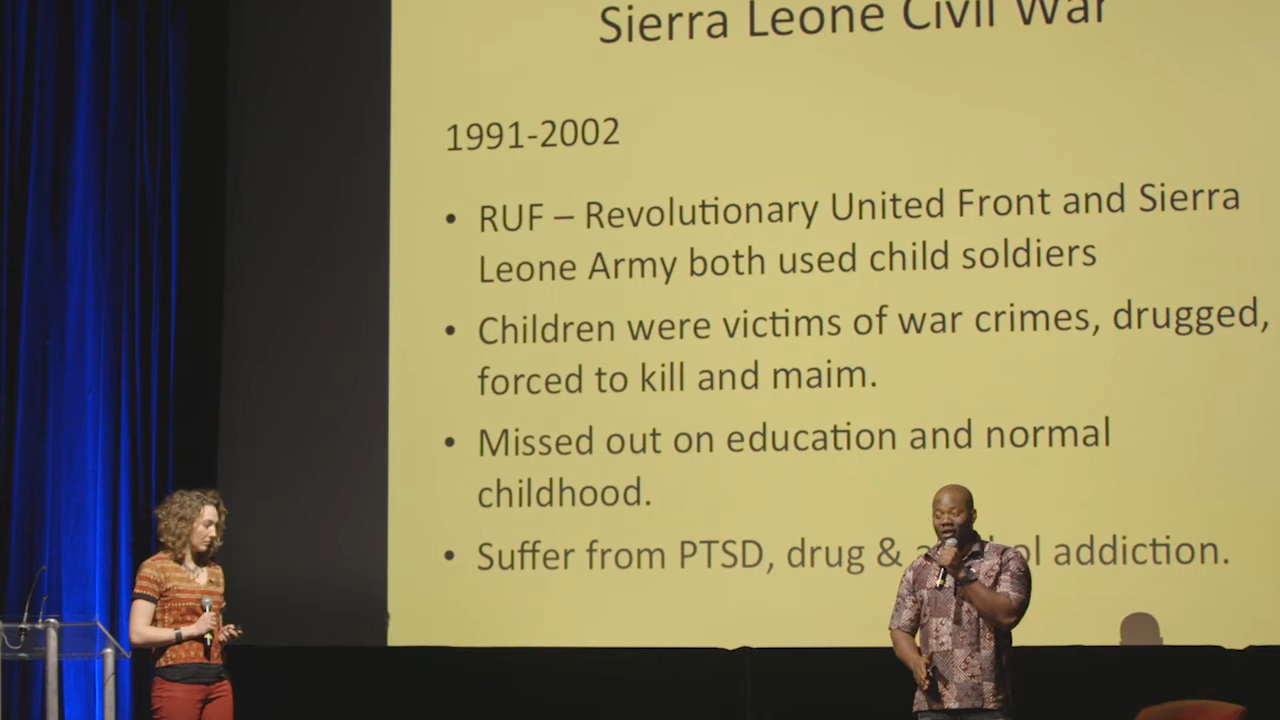 Sierra Leone Civil War
1991-2002
• RUF – Revolutionary United Front and Sierra
Leone Army both used child soldiers
• Children were victims of war crimes, drugged,
forced to kill and maim.
• Missed out on education and normal
childhood.
• Suffer from PTSD, drug & addiction.